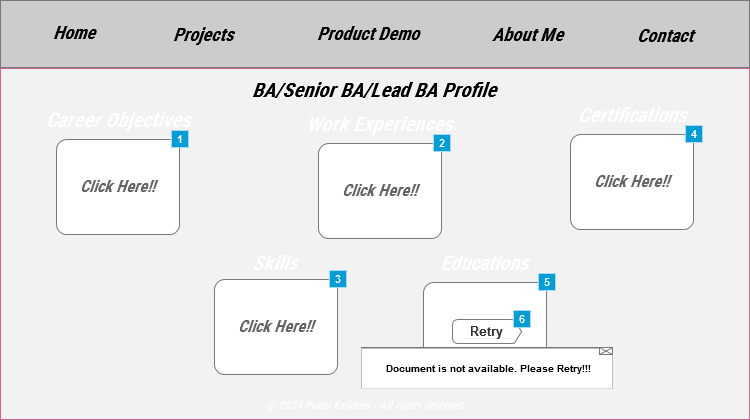 Home Projects Product Demo About Me Contact
BA/Senior BA/Lead BA Profile
Career Objectives Work Experiences Certifications
1 2 4
Click Here!! Click Here!! Click Here!!
Skills Educations
3 5
Click Here!!
6
Retry
Document is not available. Please Retry!!!
@ 2025 Prabu Kalidass . All rights reserved.